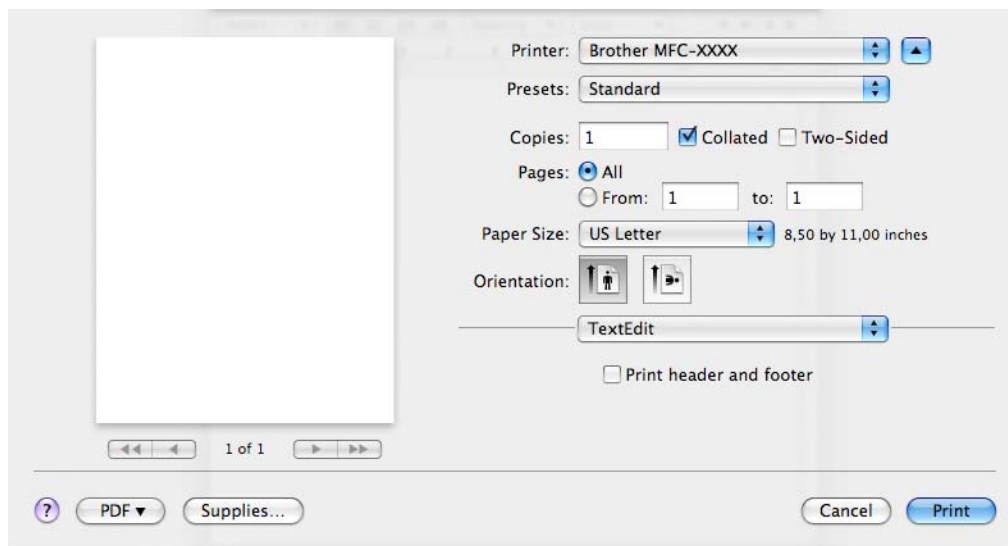 Printer: Brother MFC-XXXX
Presets: Standard
Copies: 1 Collated Two-Sided
Pages: All
From: 1 to: 1
Paper Size: US Letter 8,50 by 11,00 inches
Orientation:
TextEdit
Print header and footer
1 of 1
? PDF Supplies... Cancel Print